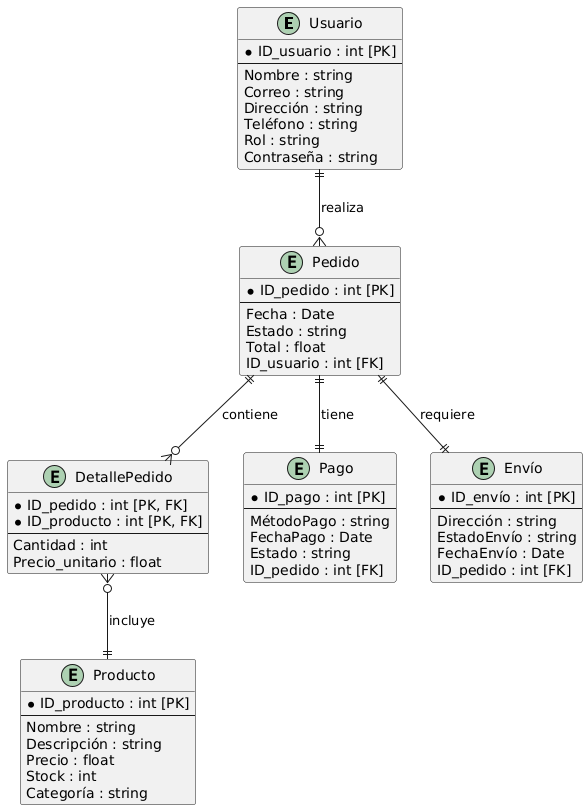 E Usuario
* ID_usuario : int [PK]
Nombre : string
Correo : string
Dirección : string
Teléfono : string
Rol : string
Contraseña : string
realiza
E Pedido
* ID_pedido : int [PK]
Fecha : Date
Estado : string
Total : float
ID_usuario : int [FK]
contiene
tiene
requiere
E DetallePedido
* ID_pedido : int [PK, FK]
* ID_producto : int [PK, FK]
Cantidad : int
Precio_unitario : float
E Pago
* ID_pago : int [PK]
MétodoPago : string
FechaPago : Date
Estado : string
ID_pedido : int [FK]
E Envío
* ID_envío : int [PK]
Dirección : string
EstadoEnvío : string
FechaEnvío : Date
ID_pedido : int [FK]
incluye
E Producto
* ID_producto : int [PK]
Nombre : string
Descripción : string
Precio : float
Stock : int
Categoría : string